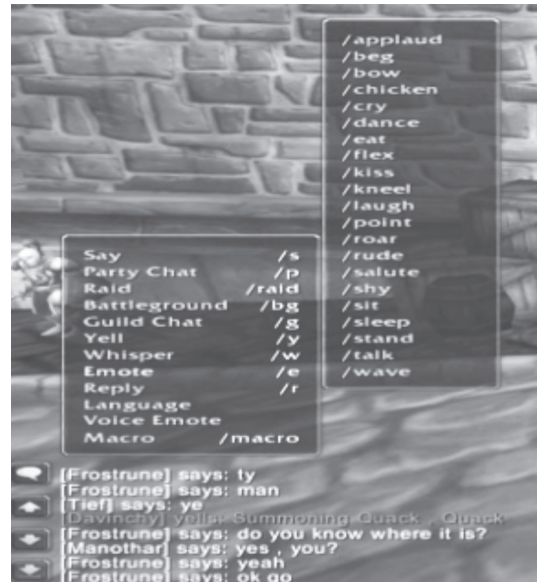 /applaud
/beg
/bow
/chicken
/cry
/dance
/eat
/flex
/kiss
/kneel
/laugh
/point
/roar
/rude
/salute
/shy
/sit
/sleep
/stand
/talk
/wave
Say /s
Party Chat /p
Raid /raid
Battleground /bg
Guild Chat /g
Yell /y
Whisper /w
Emote /e
Reply /r
Language
Voice Emote
Macro /macro
[Frostrune] says: ty
[Frostrune] says: man
[Tief] says: ye
[Davinchy] yells: Summoning Quack , Quack
[Frostrune] says: do you know where it is?
[Manothar] says: yes , you?
[Frostrune] says: yeah
[Frostrune] says: ok go